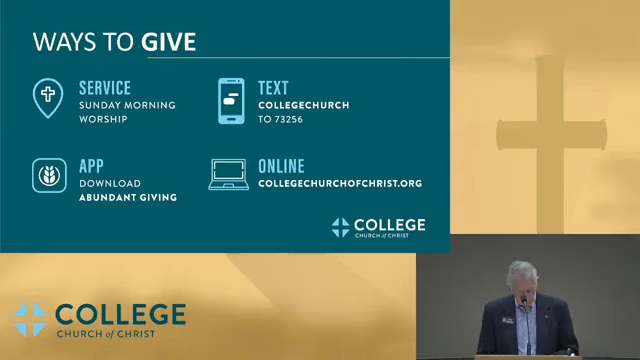 WAYS TO GIVE
SERVICE
SUNDAY MORNING
WORSHIP
TEXT
COLLEGECHURCH
TO 73256
APP
DOWNLOAD
ABUNDANT GIVING
ONLINE
COLLEGECHURCHOFCHRIST.ORG
COLLEGE
CHURCH of CHRIST
COLLEGE
CHURCH of CHRIST